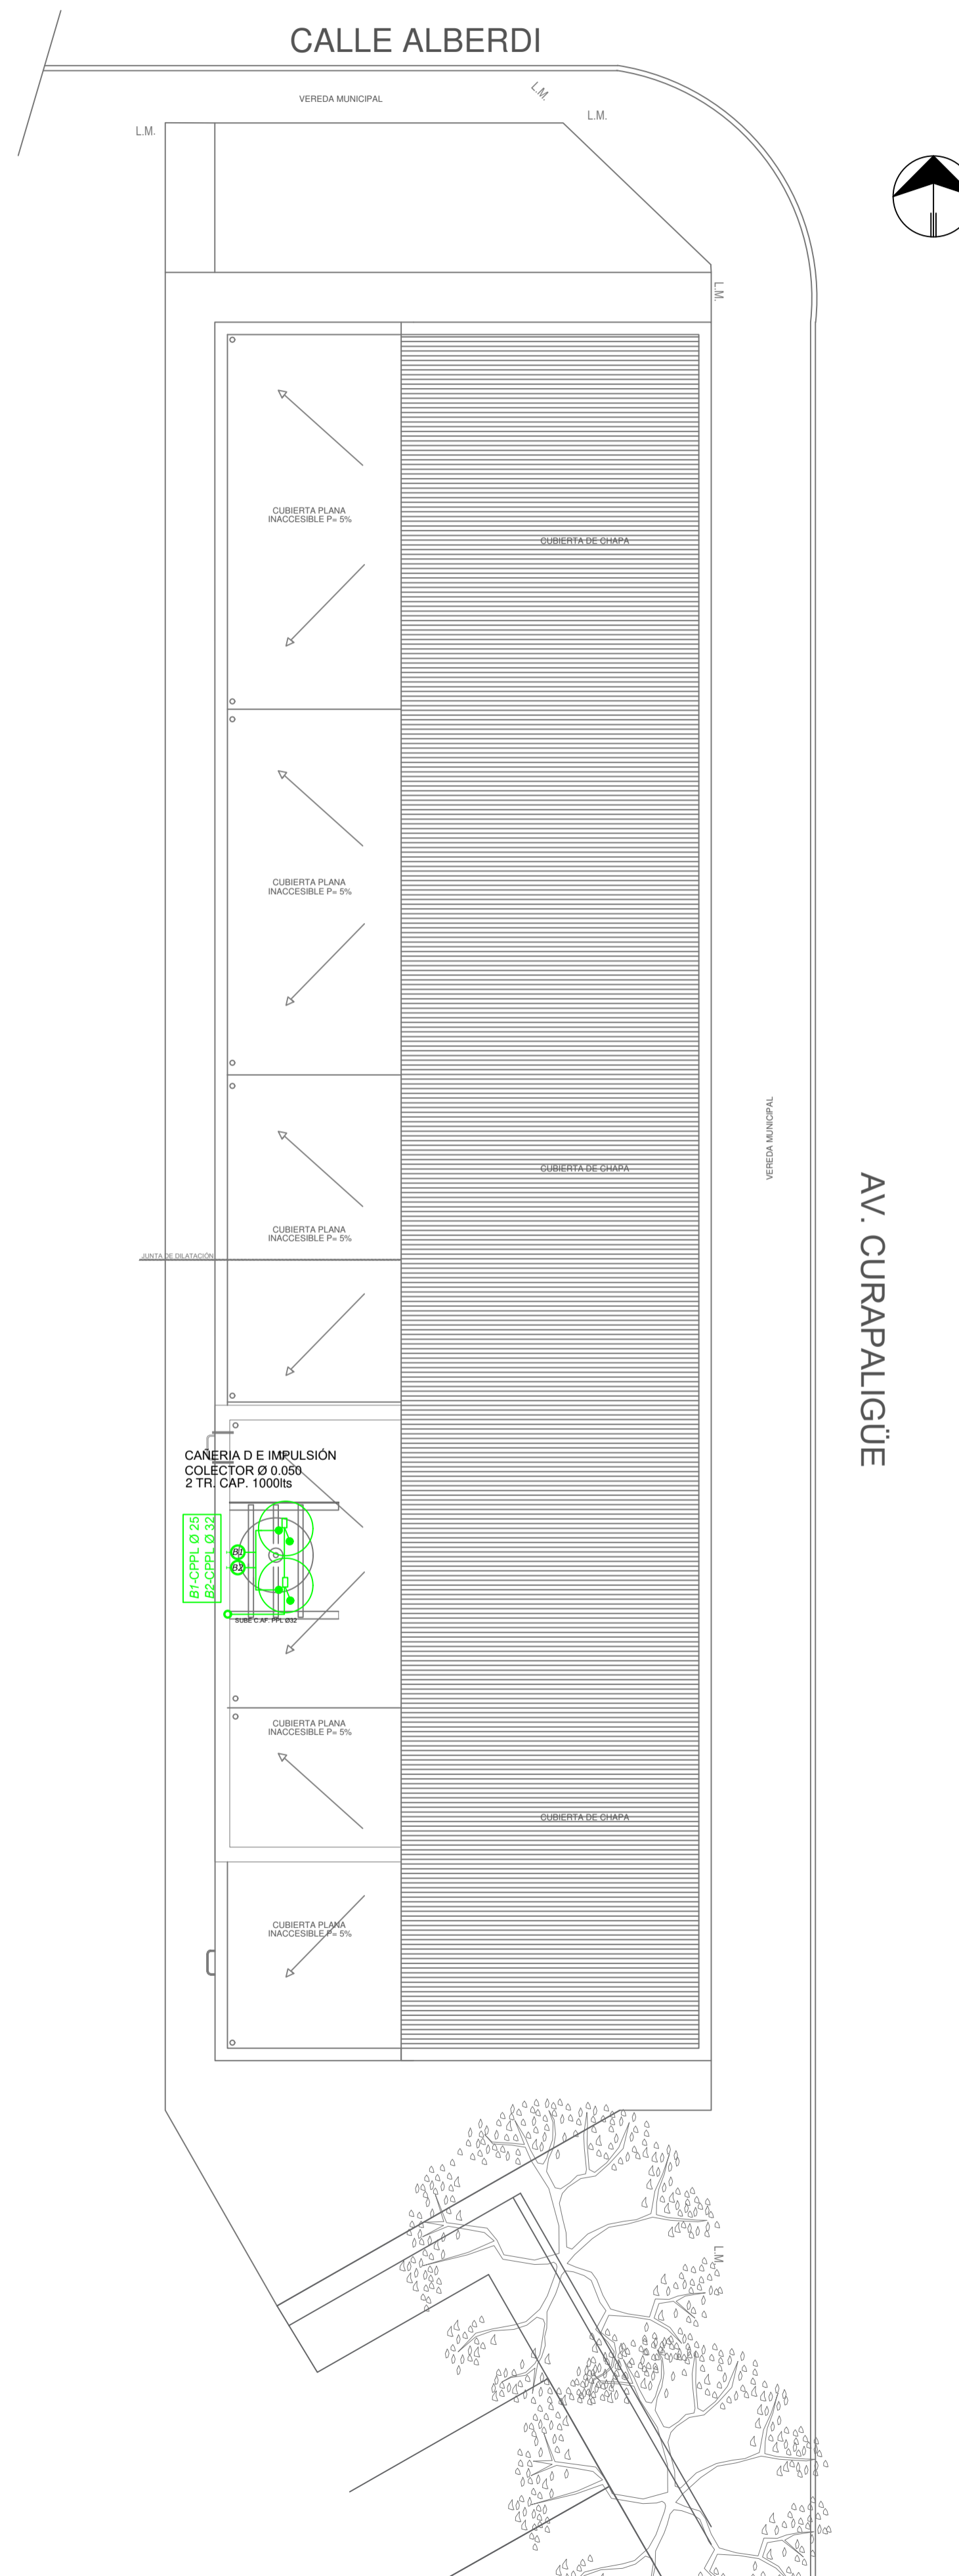 CALLE ALBERDI
VEREDA MUNICIPAL
L.M.
L.M.
L.M.
L.M.
CUBIERTA PLANA
INACCESIBLE P= 5%
CUBIERTA DE CHAPA
CUBIERTA PLANA
INACCESIBLE P= 5%
VEREDA MUNICIPAL
AV. CURAPALIGÜE
CUBIERTA DE CHAPA
CUBIERTA PLANA
INACCESIBLE P= 5%
JUNTA DE DILATACIÓN
CAÑERIA D E IMPULSIÓN
COLECTOR Ø 0.050
2 TR. CAP. 1000lts
B1-CPPL Ø 25
B2-CPPL Ø 32
B1
B2
SUBE C.AF. PPL Ø32
CUBIERTA PLANA
INACCESIBLE P= 5%
CUBIERTA DE CHAPA
CUBIERTA PLANA
INACCESIBLE P= 5%
L.M.